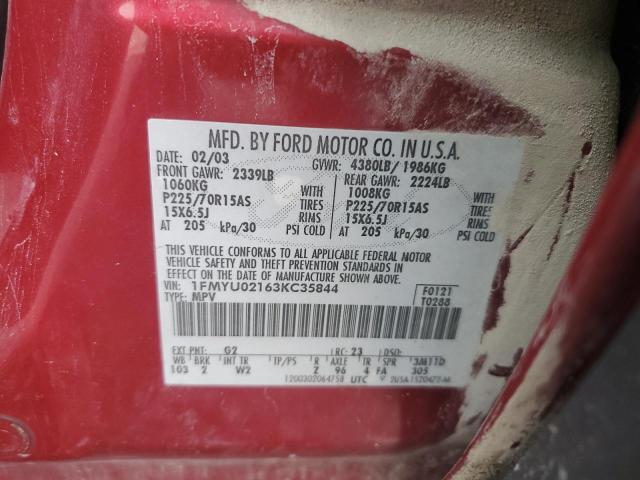 MFD. BY FORD MOTOR CO. IN U.S.A.
DATE: 02/03 GVWR: 4380LB/ 1986KG
FRONT GAWR: 2339LB REAR GAWR: 2224LB
1060KG WITH 1008KG WITH
P225/70R15AS TIRES P225/70R15AS TIRES
15X6.5J RIMS 15X6.5J RIMS
AT 205 kPa/30 PSI COLD AT 205 kPa/30 PSI COLD
THIS VEHICLE CONFORMS TO ALL APPLICABLE FEDERAL MOTOR
VEHICLE SAFETY AND THEFT PREVENTION STANDARDS IN
EFFECT ON THE DATE OF MANUFACTURE SHOWN ABOVE.
VIN: 1FMYU02163KC35844 F0121
TYPE: MPV T0288
EXT PNT: G2 RC: 23 DSO:
WB BRK INT TR TP/PS R AXLE TR SPR
103 2 W2 Z 96 4 FA 305
1200302064758 UTC